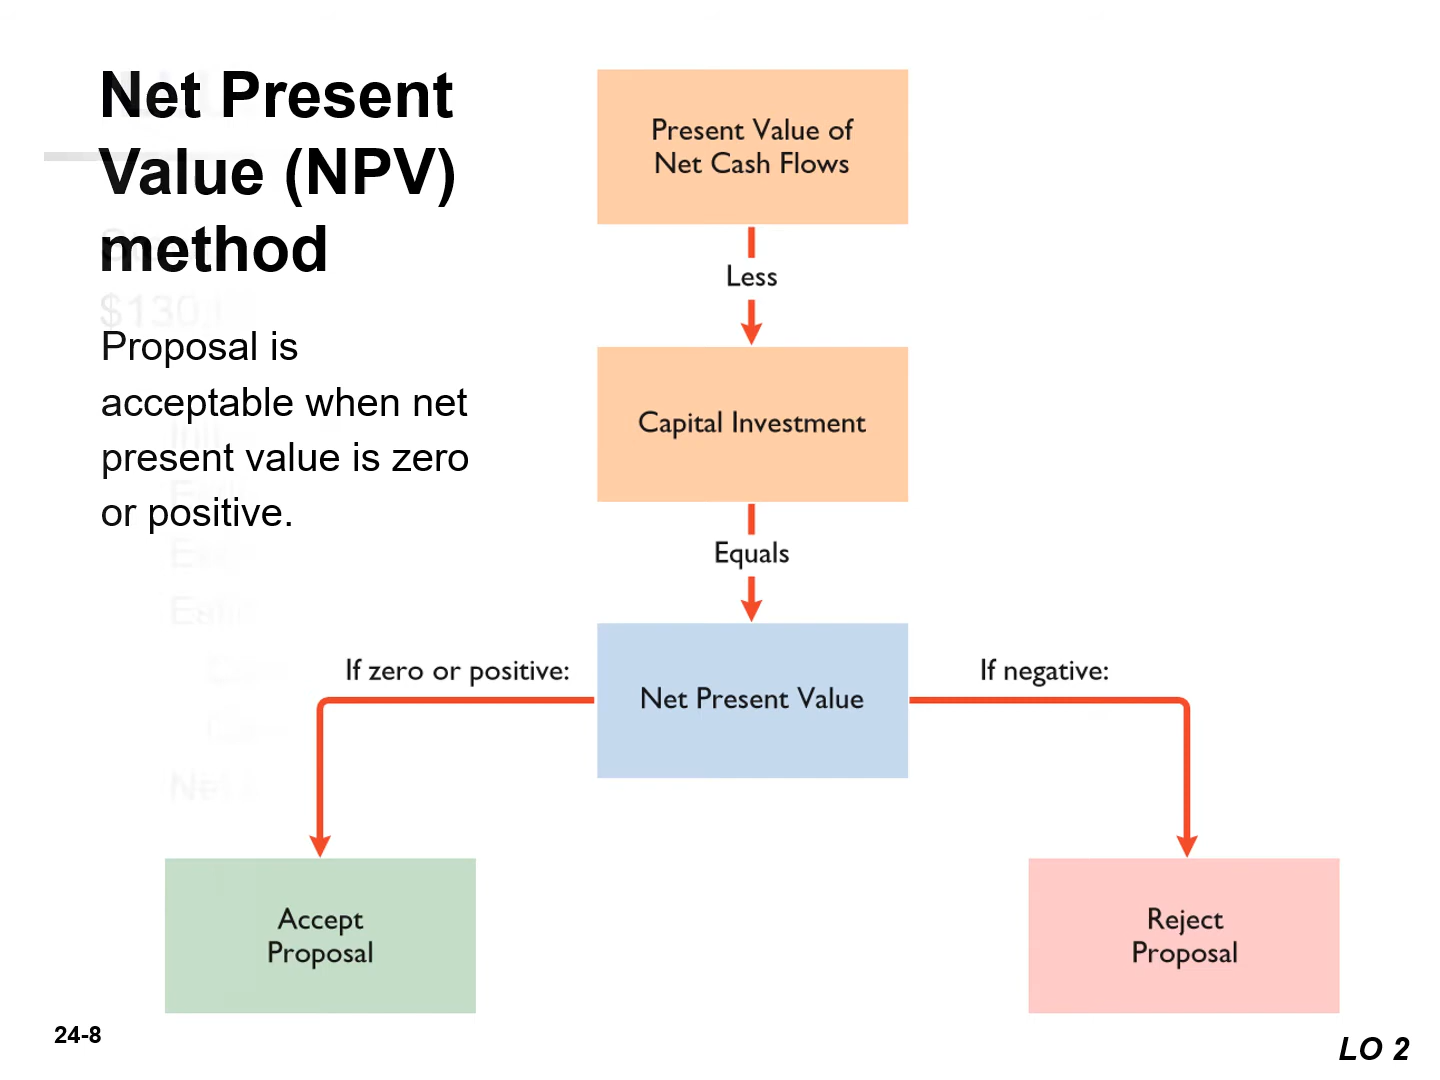 Net Present
Value (NPV)
method
Proposal is
acceptable when net
present value is zero
or positive.
Present Value of
Net Cash Flows
Less
Capital Investment
Equals
If zero or positive:
Net Present Value
If negative:
Accept
Proposal
Reject
Proposal
24-8
LO 2